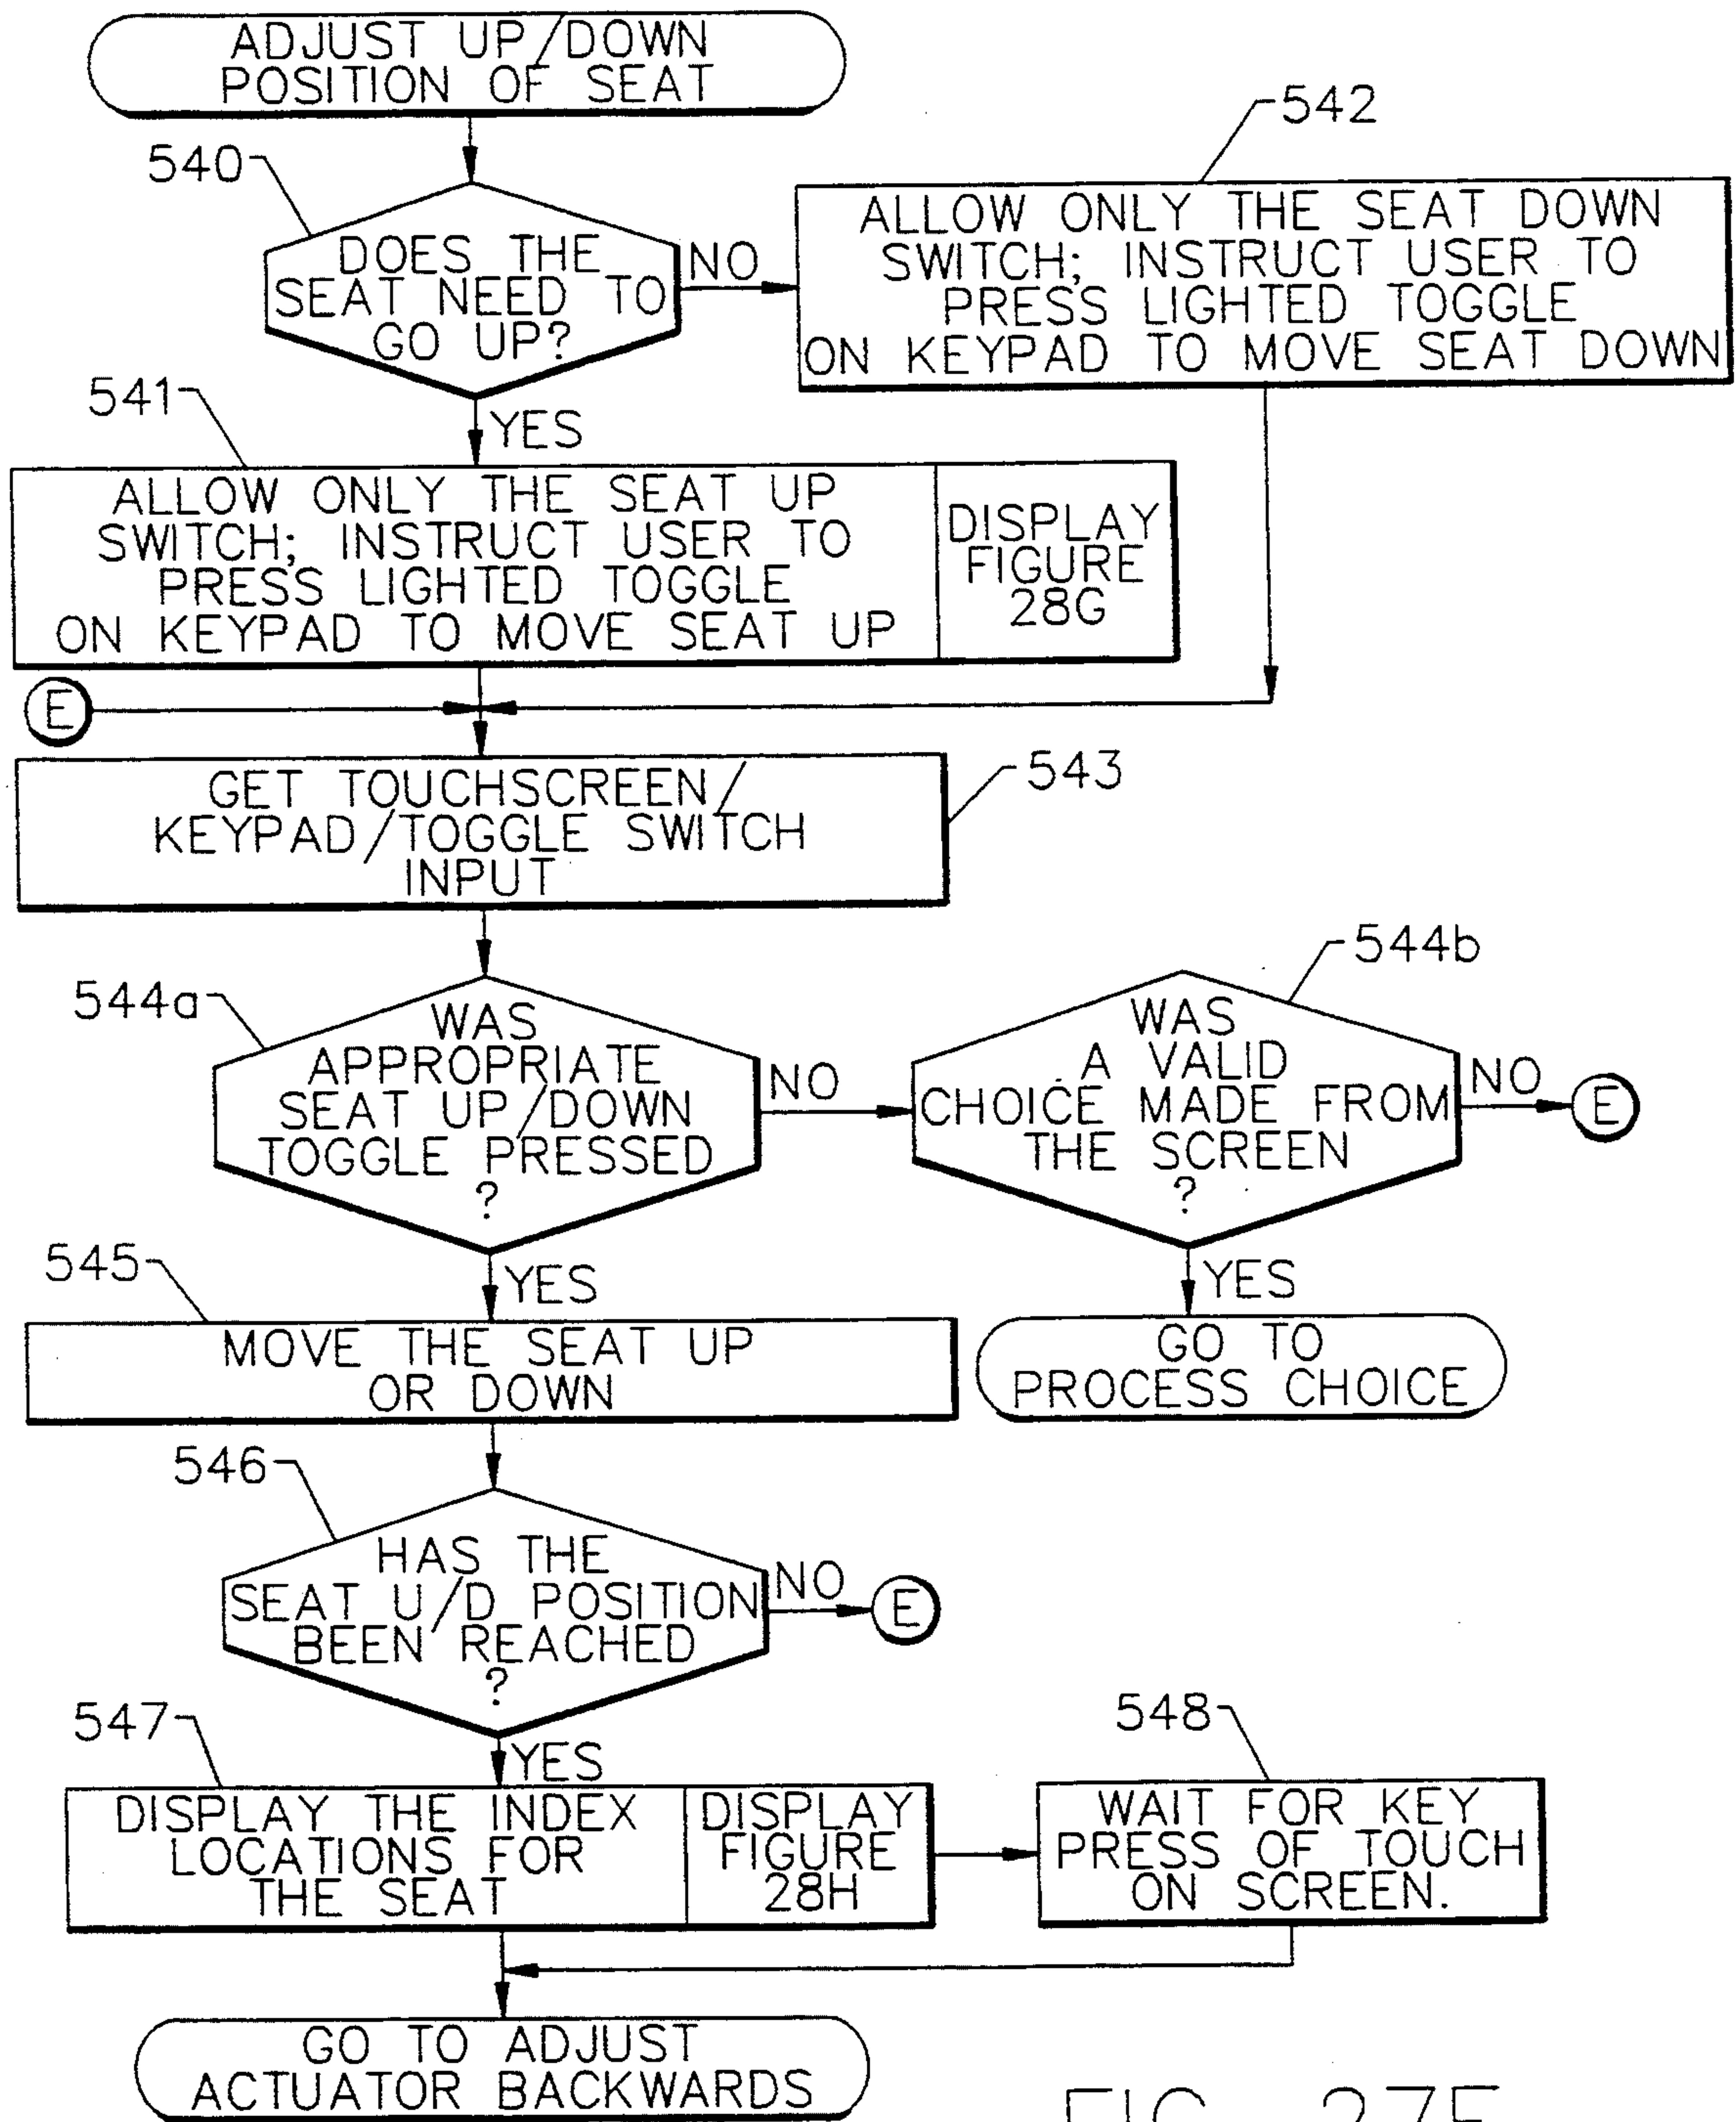 ADJUST UP/DOWN
POSITION OF SEAT
540
DOES THE
SEAT NEED TO
GO UP?
NO
542
ALLOW ONLY THE SEAT DOWN
SWITCH; INSTRUCT USER TO
PRESS LIGHTED TOGGLE
ON KEYPAD TO MOVE SEAT DOWN
YES
541
ALLOW ONLY THE SEAT UP
SWITCH; INSTRUCT USER TO
PRESS LIGHTED TOGGLE
ON KEYPAD TO MOVE SEAT UP
DISPLAY
FIGURE
28G
E
543
GET TOUCHSCREEN/
KEYPAD/TOGGLE SWITCH
INPUT
544a
WAS
APPROPRIATE
SEAT UP/DOWN
TOGGLE PRESSED
?
NO
544b
WAS
A VALID
CHOICE MADE FROM
THE SCREEN
?
NO
E
YES
GO TO
PROCESS CHOICE
YES
545
MOVE THE SEAT UP
OR DOWN
546
HAS THE
SEAT U/D POSITION
BEEN REACHED
?
NO
E
YES
547
DISPLAY THE INDEX
LOCATIONS FOR
THE SEAT
DISPLAY
FIGURE
28H
548
WAIT FOR KEY
PRESS OF TOUCH
ON SCREEN.
GO TO ADJUST
ACTUATOR BACKWARDS
FIG.